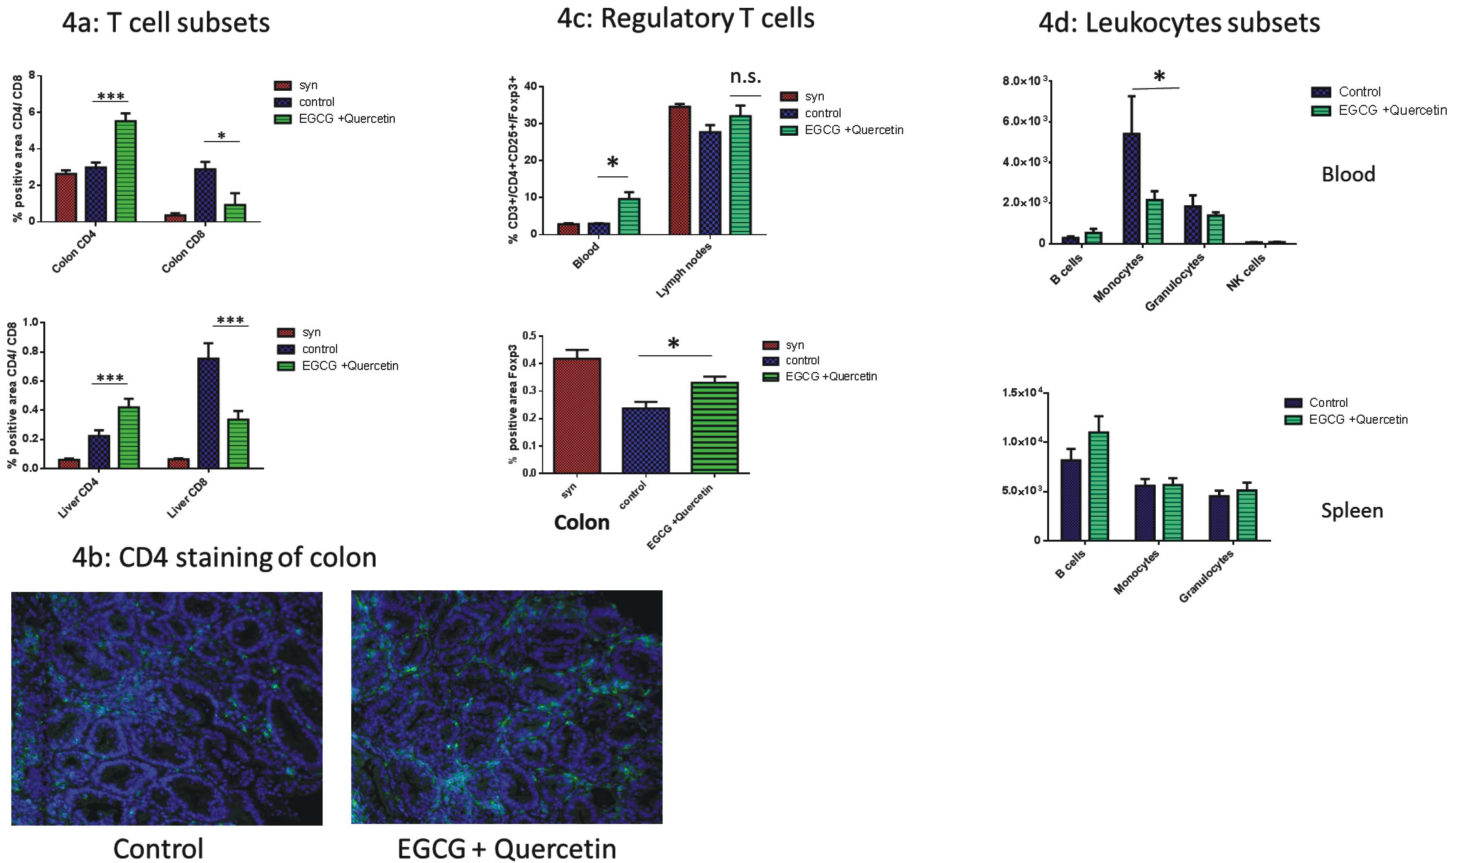 4a: T cell subsets
% positive area CD4/ CD8
8
6
4
2
0
***
*
Colon CD4
Colon CD8
syn
control
EGCG +Quercetin
% positive area CD4/ CD8
1.0
0.8
0.6
0.4
0.2
0.0
***
***
Liver CD4
Liver CD8
syn
control
EGCG +Quercetin
4b: CD4 staining of colon
Control
EGCG + Quercetin
4c: Regulatory T cells
% CD3+/CD4+CD25+/Foxp3+
40
30
20
10
0
*
n.s.
Blood
Lymph nodes
syn
control
EGCG +Quercetin
% positive area Foxp3
0.5
0.4
0.3
0.2
0.1
0.0
*
syn
control
EGCG +Quercetin
Colon
syn
control
EGCG +Quercetin
4d: Leukocytes subsets
8.0×10³
6.0×10³
4.0×10³
2.0×10³
0
*
B cells
Monocytes
Granulocytes
NK cells
Control
EGCG +Quercetin
Blood
1.5×10⁴
1.0×10⁴
5.0×10³
0
B cells
Monocytes
Granulocytes
Control
EGCG +Quercetin
Spleen